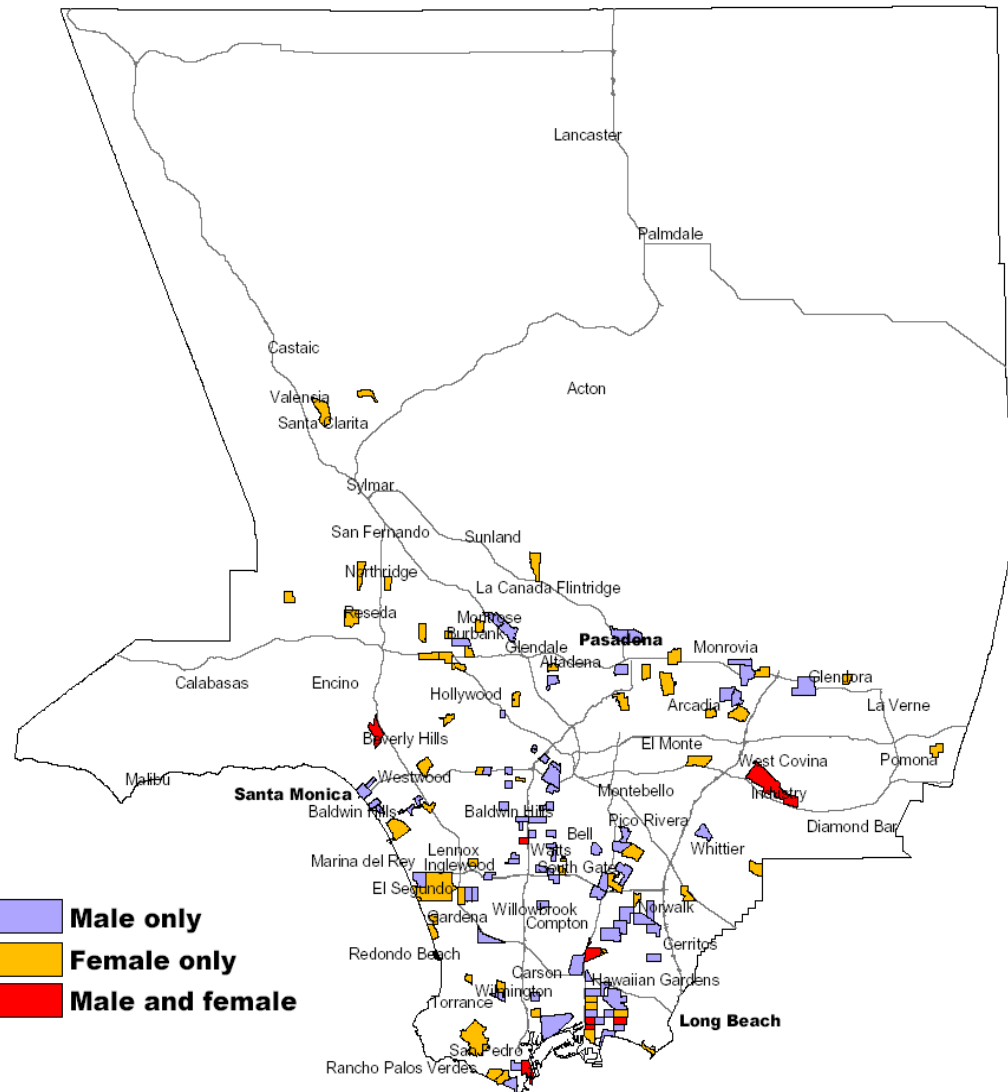 Lancaster
Palmdale
Castaic
Acton
Valencia
Santa Clarita
Sylmar
San Fernando
Sunland
Northridge
La Canada Flintridge
Reseda
Montrose
Burbank
Pasadena
Glendale
Monrovia
Altadena
Calabasas
Encino
Glendora
Hollywood
Arcadia
La Verne
Beverly Hills
El Monte
West Covina
Pomona
Malibu
Westwood
Santa Monica
Montebello
Industry
Baldwin Hills
Baldwin Hills
Pico Rivera
Diamond Bar
Bell
Whittier
Lennox
Watts
Marina del Rey
Inglewood
South Gate
El Segundo
Willowbrook
Norwalk
Male only
Gardena
Compton
Cerritos
Redondo Beach
Female only
Carson
Hawaiian Gardens
Wilmington
Male and female
Torrance
Long Beach
San Pedro
Rancho Palos Verdes